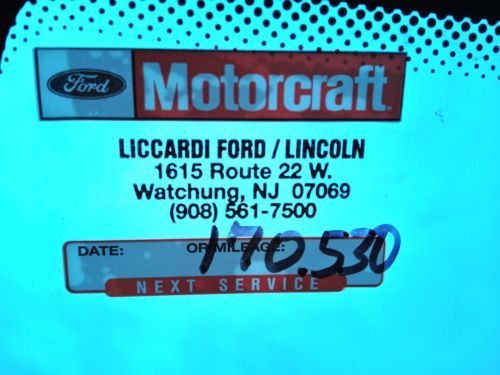 Ford Motorcraft
LICCARDI FORD / LINCOLN
1615 Route 22 W.
Watchung, NJ 07069
(908) 561-7500
DATE: OR MILEAGE: 170.530
NEXT SERVICE